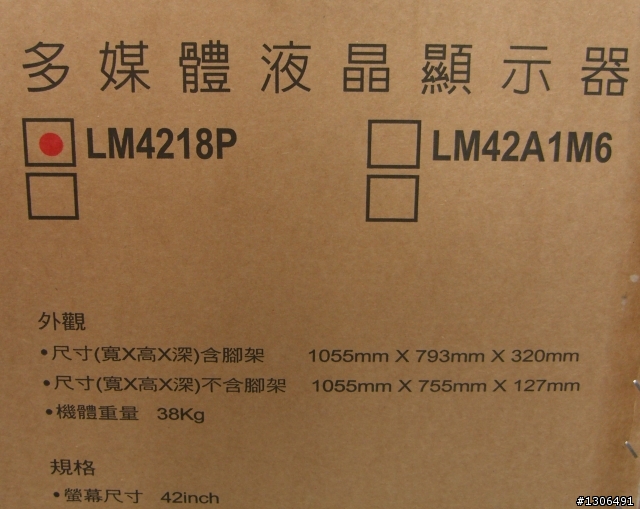 多媒體液晶顯示器
LM4218P LM42A1M6
外觀
•尺寸(寬X高X深)含腳架 1055mm X 793mm X 320mm
•尺寸(寬X高X深)不含腳架 1055mm X 755mm X 127mm
•機體重量 38Kg
規格
•螢幕尺寸 42inch
#1306491